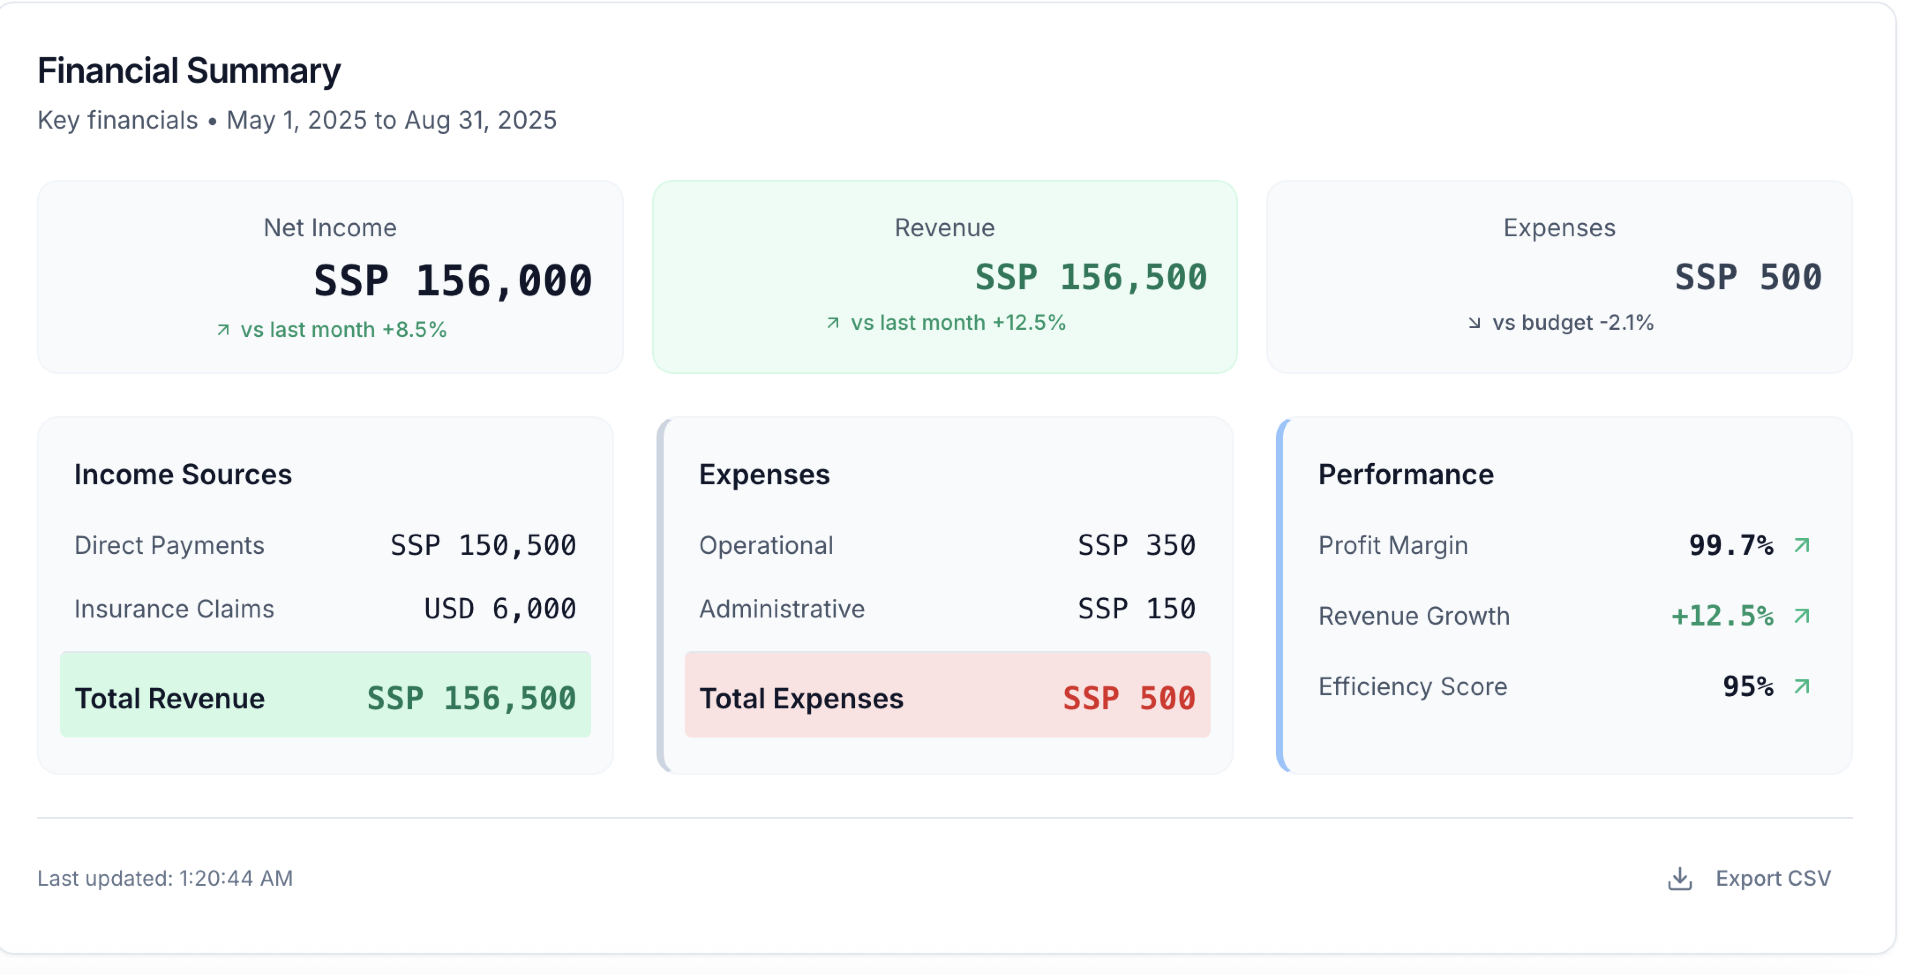 Financial Summary
Key financials • May 1, 2025 to Aug 31, 2025
Net Income
SSP 156,000
↗ vs last month +8.5%
Revenue
SSP 156,500
↗ vs last month +12.5%
Expenses
SSP 500
↘ vs budget -2.1%
Income Sources
Direct Payments SSP 150,500
Insurance Claims USD 6,000
Total Revenue SSP 156,500
Expenses
Operational SSP 350
Administrative SSP 150
Total Expenses SSP 500
Performance
Profit Margin 99.7% ↗
Revenue Growth +12.5% ↗
Efficiency Score 95% ↗
Last updated: 1:20:44 AM
Export CSV